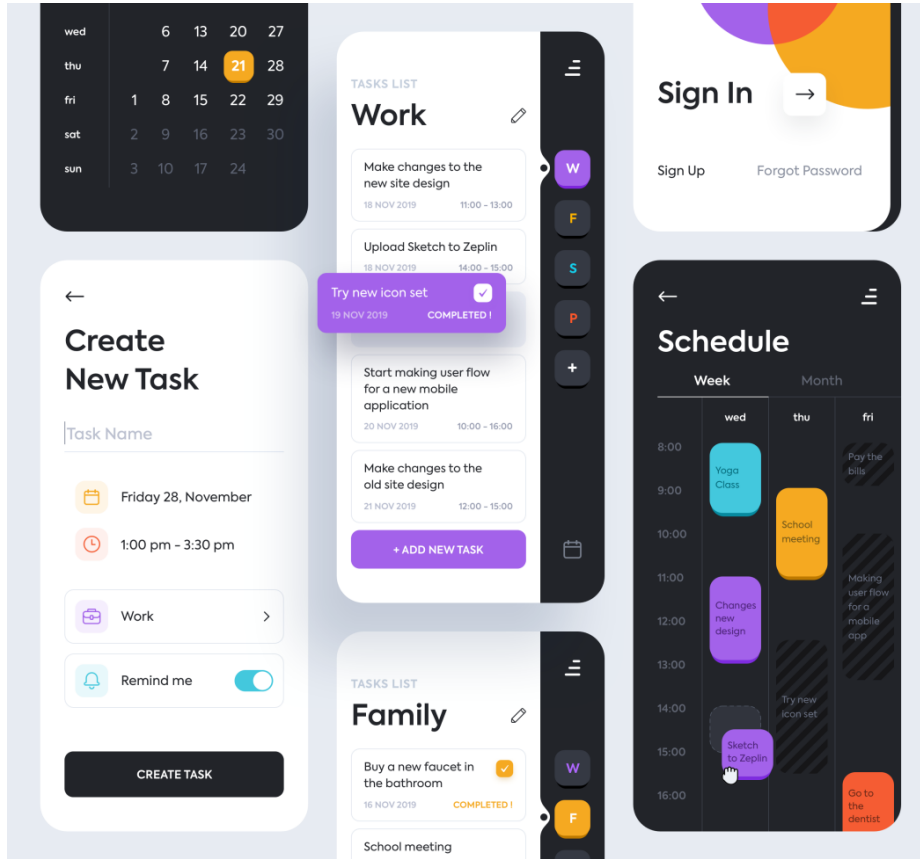 wed 6 13 20 27
thu 7 14 21 28
fri 1 8 15 22 29
sat 2 9 16 23 30
sun 3 10 17 24
Create
New Task
Task Name
Friday 28, November
1:00 pm - 3:30 pm
Work
Remind me
CREATE TASK
TASKS LIST
Work
Make changes to the
new site design
18 NOV 2019 11:00 - 13:00
Upload Sketch to Zeplin
18 NOV 2019 14:00 - 15:00
Try new icon set
19 NOV 2019 COMPLETED !
Start making user flow
for a new mobile
application
20 NOV 2019 10:00 - 16:00
Make changes to the
old site design
21 NOV 2019 12:00 - 15:00
+ ADD NEW TASK
W
F
S
P
+
TASKS LIST
Family
Buy a new faucet in
the bathroom
16 NOV 2019 COMPLETED !
School meeting
W
F
Sign In
Sign Up Forgot Password
Schedule
Week Month
wed thu fri
8:00
9:00
10:00
11:00
12:00
13:00
14:00
15:00
16:00
Yoga
Class
Changes
new
design
Sketch
to Zeplin
School
meeting
Try new
icon set
Pay the
bills
Making
user flow
for a
mobile
app
Go to
the
dentist